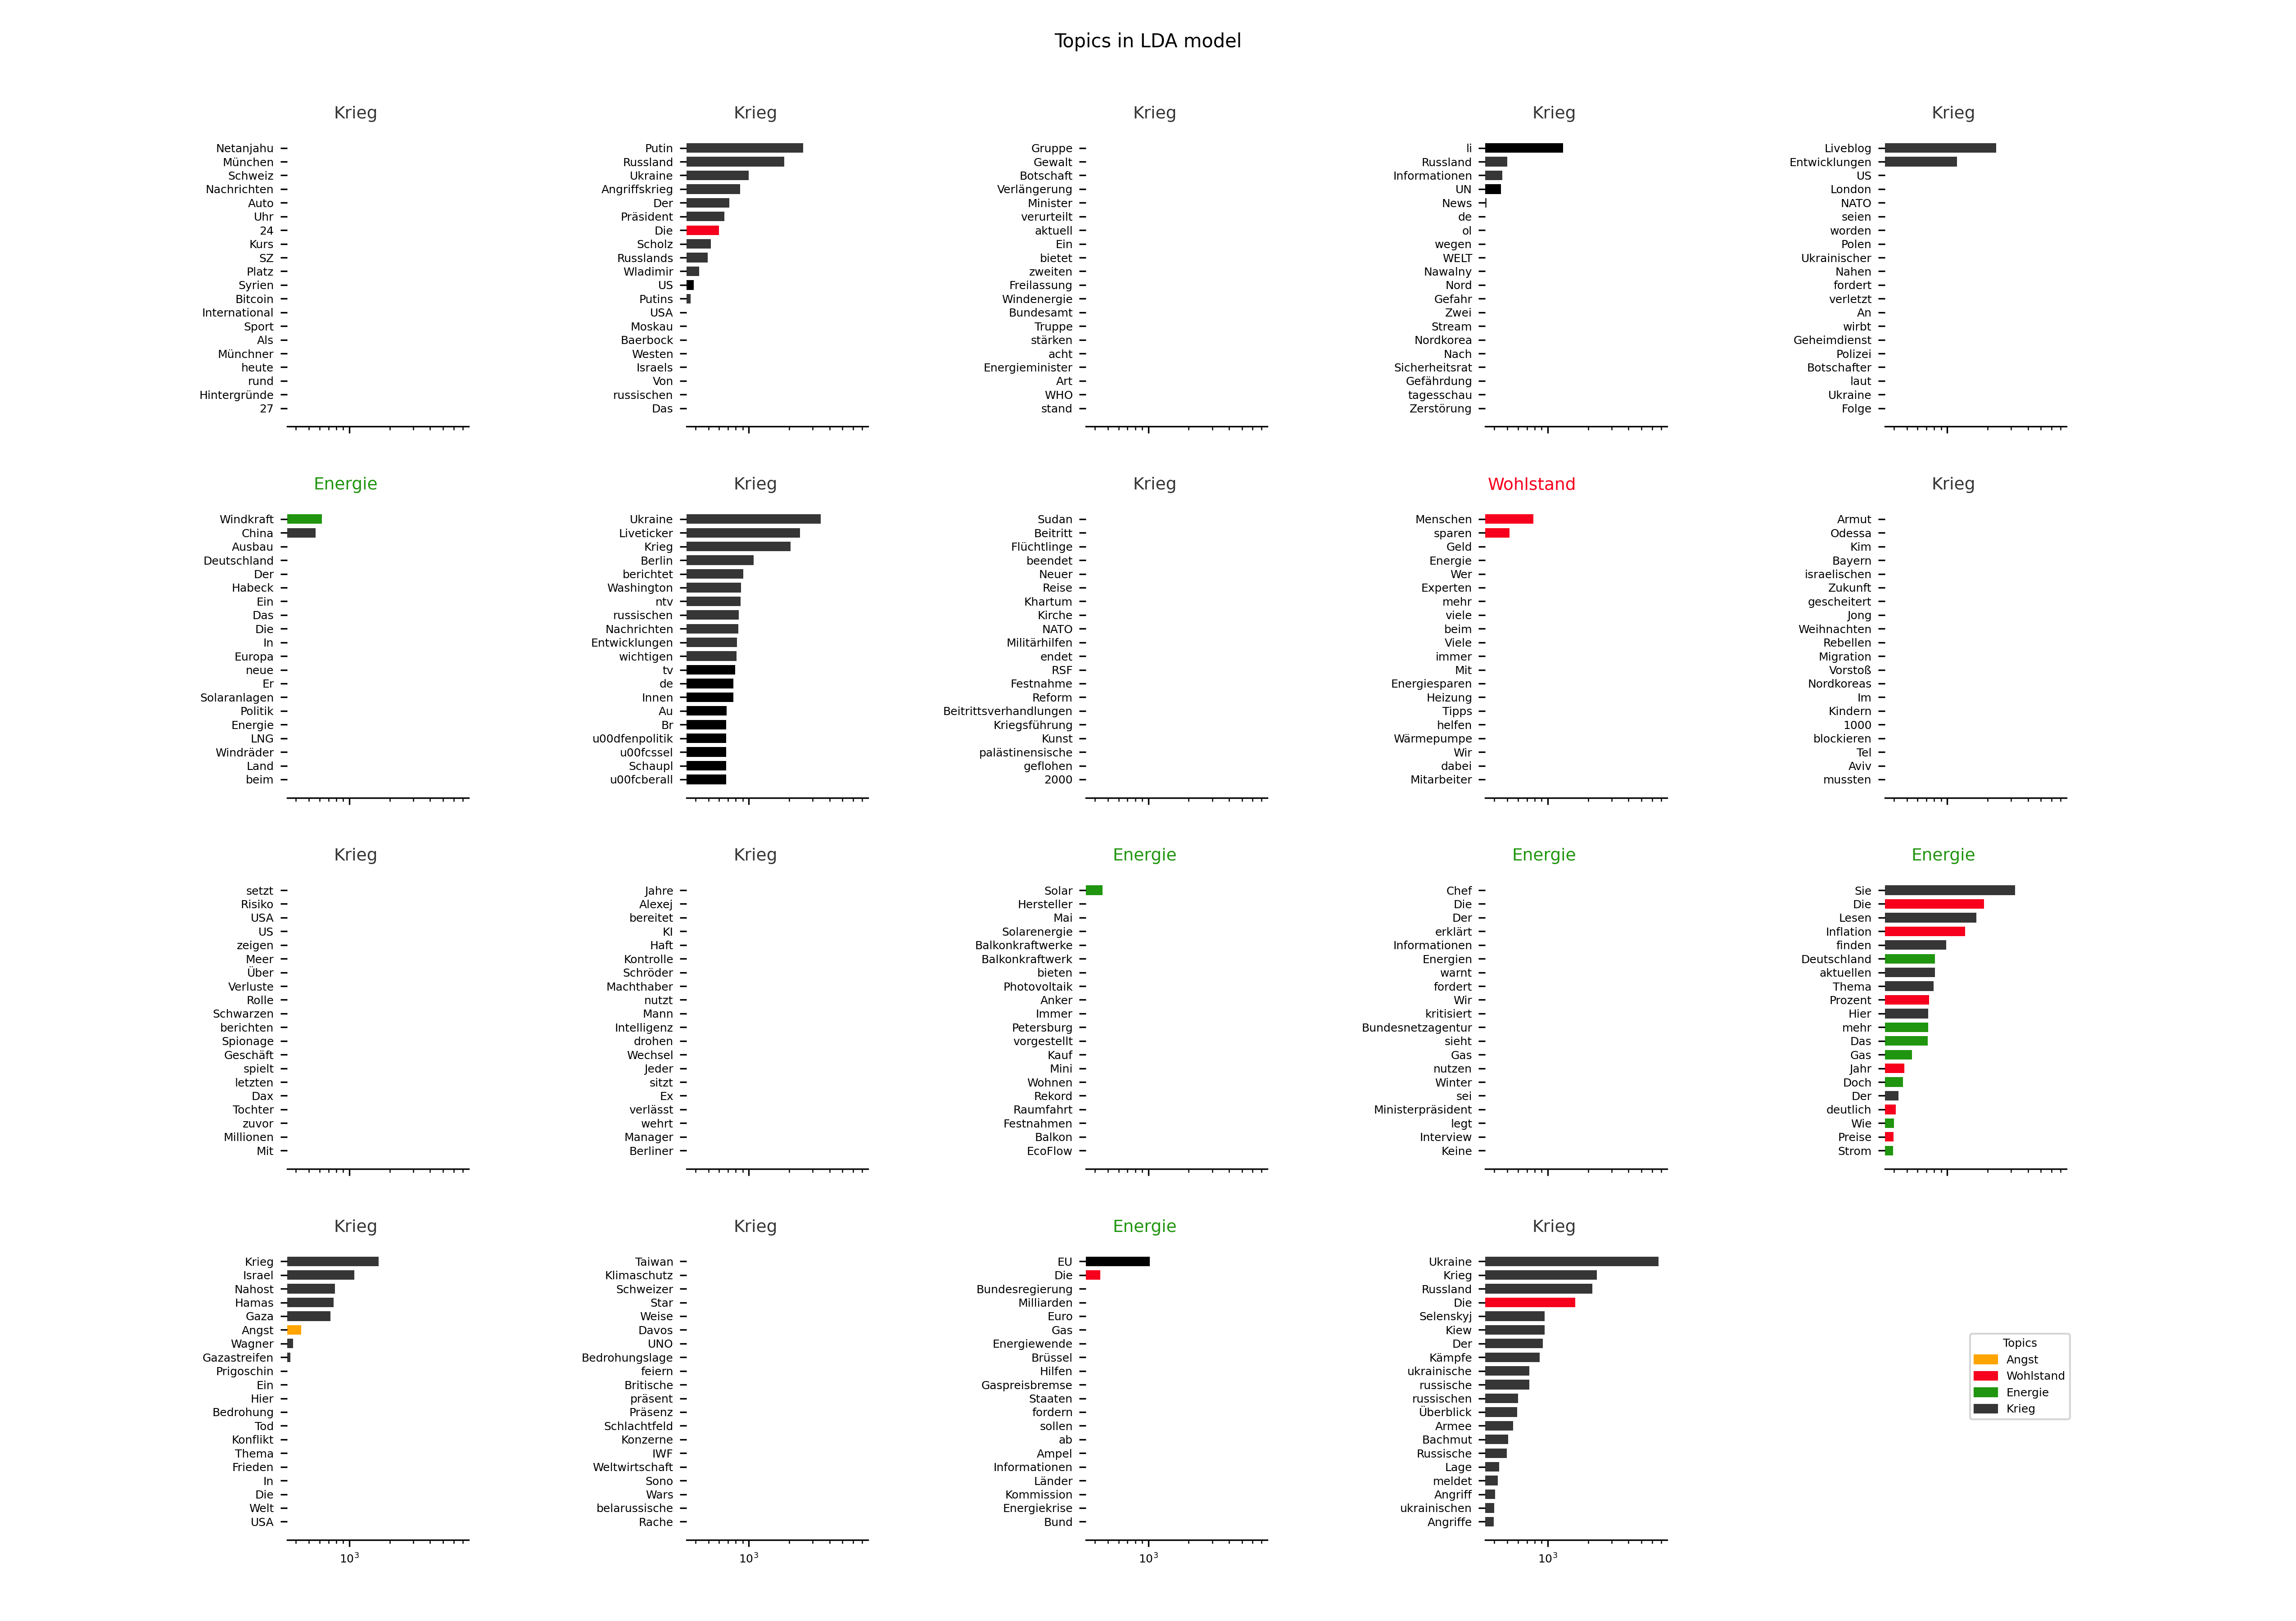 Topics in LDA model
Krieg
Netanjahu
München
Schweiz
Nachrichten
Auto
Uhr
24
Kurs
SZ
Platz
Syrien
Bitcoin
International
Sport
Als
Münchner
heute
rund
Hintergründe
27
Krieg
Putin
Russland
Ukraine
Angriffskrieg
Der
Präsident
Die
Scholz
Russlands
Wladimir
US
Putins
USA
Moskau
Baerbock
Westen
Israels
Von
russischen
Das
Krieg
Gruppe
Gewalt
Botschaft
Verlängerung
Minister
verurteilt
aktuell
Ein
bietet
zweiten
Freilassung
Windenergie
Bundesamt
Truppe
stärken
acht
Energieminister
Art
WHO
stand
Krieg
li
Russland
Informationen
UN
News
de
ol
wegen
WELT
Nawalny
Nord
Gefahr
Zwei
Stream
Nordkorea
Nach
Sicherheitsrat
Gefährdung
tagesschau
Zerstörung
Krieg
Liveblog
Entwicklungen
US
London
NATO
seien
worden
Polen
Ukrainischer
Nahen
fordert
verletzt
An
wirbt
Geheimdienst
Polizei
Botschafter
laut
Ukraine
Folge
Energie
Windkraft
China
Ausbau
Deutschland
Der
Habeck
Ein
Das
Die
In
Europa
neue
Er
Solaranlagen
Politik
Energie
LNG
Windräder
Land
beim
Krieg
Ukraine
Liveticker
Krieg
Berlin
berichtet
Washington
ntv
russischen
Nachrichten
Entwicklungen
wichtigen
tv
de
Innen
Au
Br
u00dfenpolitik
u00fcssel
Schaupl
u00fcberall
Krieg
Sudan
Beitritt
Flüchtlinge
beendet
Neuer
Reise
Khartum
Kirche
NATO
Militärhilfen
endet
RSF
Festnahme
Reform
Beitrittsverhandlungen
Kriegsführung
Kunst
palästinensische
geflohen
2000
Wohlstand
Menschen
sparen
Geld
Energie
Wer
Experten
mehr
viele
beim
Viele
immer
Mit
Energiesparen
Heizung
Tipps
helfen
Wärmepumpe
Wir
dabei
Mitarbeiter
Krieg
Armut
Odessa
Kim
Bayern
israelischen
Zukunft
gescheitert
Jong
Weihnachten
Rebellen
Migration
Vorstoß
Nordkoreas
Im
Kindern
1000
blockieren
Tel
Aviv
mussten
Krieg
setzt
Risiko
USA
US
zeigen
Meer
Über
Verluste
Rolle
Schwarzen
berichten
Spionage
Geschäft
spielt
letzten
Dax
Tochter
zuvor
Millionen
Mit
Krieg
Jahre
Alexej
bereitet
KI
Haft
Kontrolle
Schröder
Machthaber
nutzt
Mann
Intelligenz
drohen
Wechsel
Jeder
sitzt
Ex
verlässt
wehrt
Manager
Berliner
Energie
Solar
Hersteller
Mai
Solarenergie
Balkonkraftwerke
Balkonkraftwerk
bieten
Photovoltaik
Anker
Immer
Petersburg
vorgestellt
Kauf
Mini
Wohnen
Rekord
Raumfahrt
Festnahmen
Balkon
EcoFlow
Energie
Chef
Die
Der
erklärt
Informationen
Energien
warnt
fordert
Wir
kritisiert
Bundesnetzagentur
sieht
Gas
nutzen
Winter
sei
Ministerpräsident
legt
Interview
Keine
Energie
Sie
Die
Lesen
Inflation
finden
Deutschland
aktuellen
Thema
Prozent
Hier
mehr
Das
Gas
Jahr
Doch
Der
deutlich
Wie
Preise
Strom
Krieg
Krieg
Israel
Nahost
Hamas
Gaza
Angst
Wagner
Gazastreifen
Prigoschin
Ein
Hier
Bedrohung
Tod
Konflikt
Thema
Frieden
In
Die
Welt
USA
10³
Krieg
Taiwan
Klimaschutz
Schweizer
Star
Weise
Davos
UNO
Bedrohungslage
feiern
Britische
präsent
Präsenz
Schlachtfeld
Konzerne
IWF
Weltwirtschaft
Sono
Wars
belarussische
Rache
10³
Energie
EU
Die
Bundesregierung
Milliarden
Euro
Gas
Energiewende
Brüssel
Hilfen
Gaspreisbremse
Staaten
fordern
sollen
ab
Ampel
Informationen
Länder
Kommission
Energiekrise
Bund
10³
Krieg
Ukraine
Krieg
Russland
Die
Selenskyj
Kiew
Der
Kämpfe
ukrainische
russische
russischen
Überblick
Armee
Bachmut
Russische
Lage
meldet
Angriff
ukrainischen
Angriffe
10³
Topics
Angst
Wohlstand
Energie
Krieg